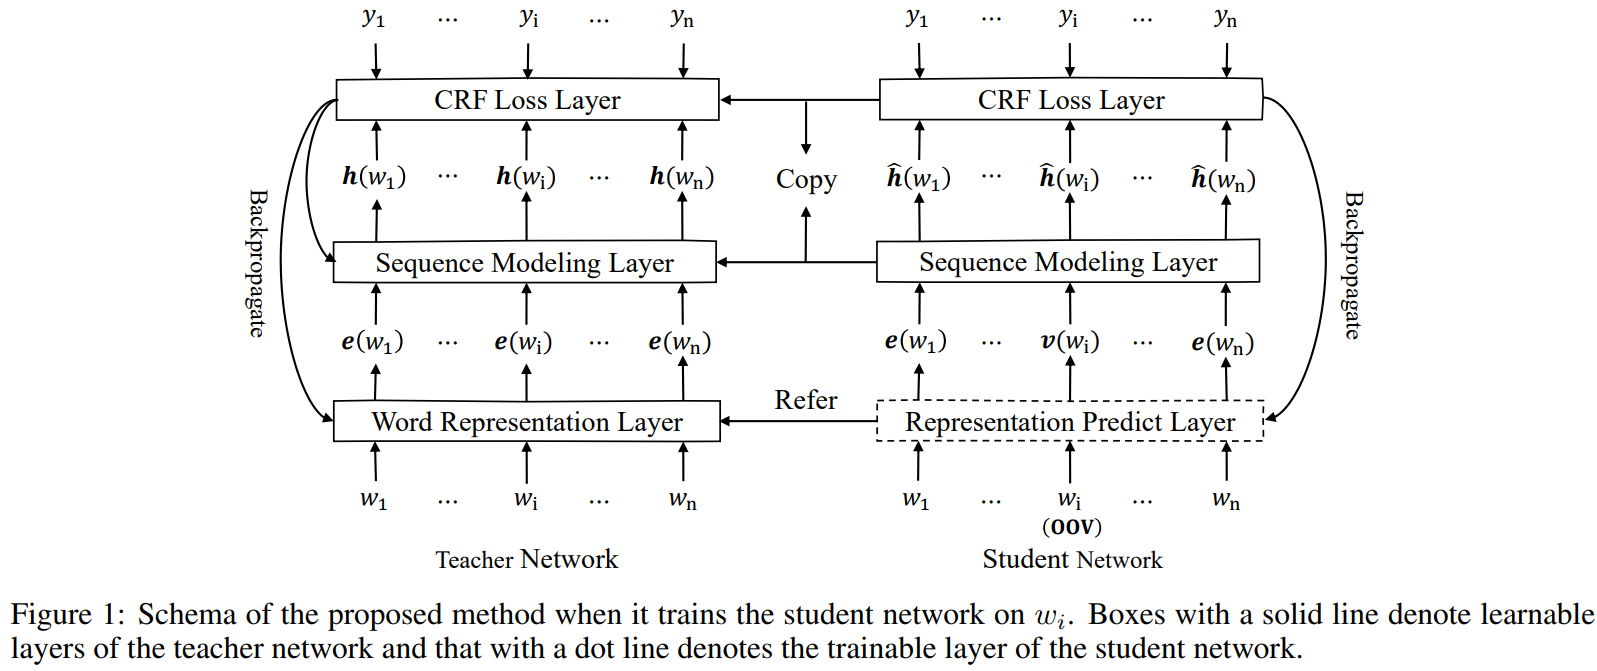 y₁ ... yᵢ ... yₙ y₁ ... yᵢ ... yₙ
CRF Loss Layer CRF Loss Layer
h(w₁) ... h(wᵢ) ... h(wₙ) Copy ĥ(w₁) ... ĥ(wᵢ) ... ĥ(wₙ)
Backpropagate Backpropagate
Sequence Modeling Layer Sequence Modeling Layer
e(w₁) ... e(wᵢ) ... e(wₙ) e(w₁) ... v(wᵢ) ... e(wₙ)
Refer
Word Representation Layer Representation Predict Layer
w₁ ... wᵢ ... wₙ w₁ ... wᵢ ... wₙ
(OOV)
Teacher Network Student Network
Figure 1: Schema of the proposed method when it trains the student network on wᵢ. Boxes with a solid line denote learnable
layers of the teacher network and that with a dot line denotes the trainable layer of the student network.